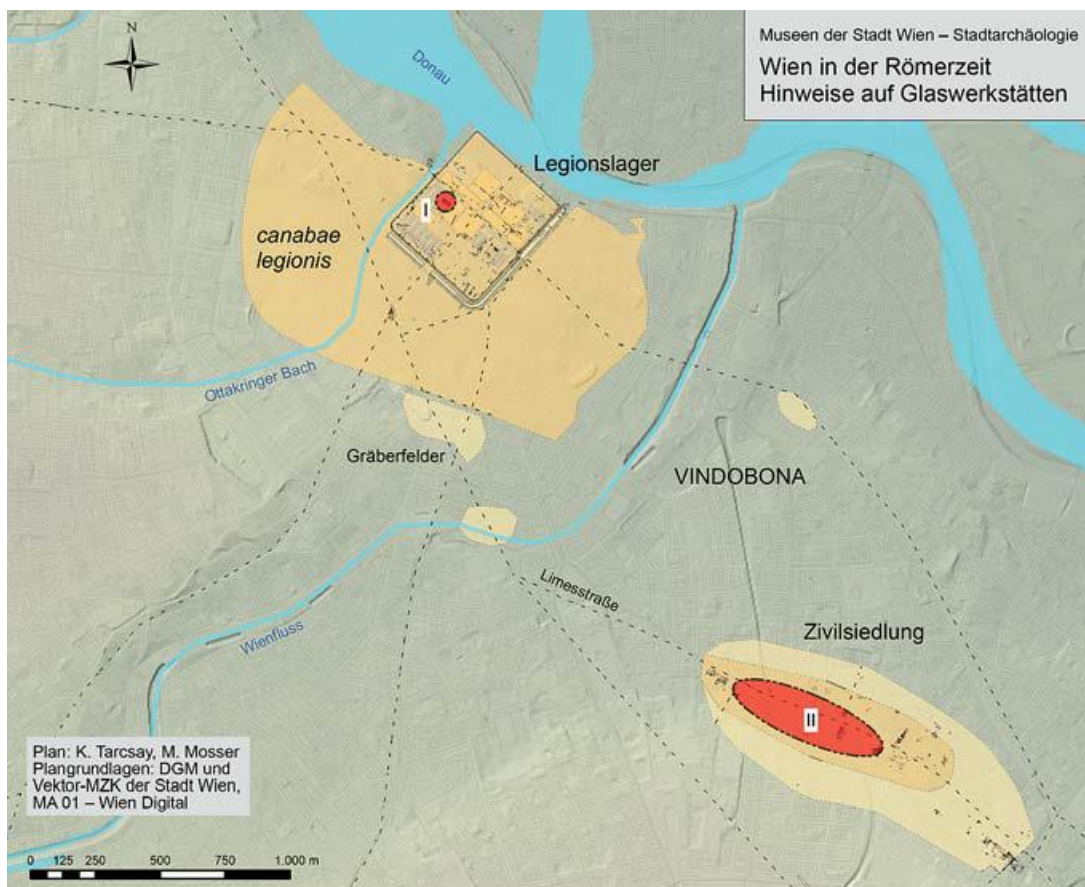 Museen der Stadt Wien – Stadtarchäologie
Wien in der Römerzeit
Hinweise auf Glaswerkstätten
N
Donau
Legionslager
I
canabae
legionis
Ottakringer Bach
Gräberfelder
VINDOBONA
Limesstraße
Zivilsiedlung
Wienfluss
II
Plan: K. Tarcsay, M. Mosser
Plangrundlagen: DGM und
Vektor-MZK der Stadt Wien,
MA 01 – Wien Digital
0 125 250 500 750 1.000 m